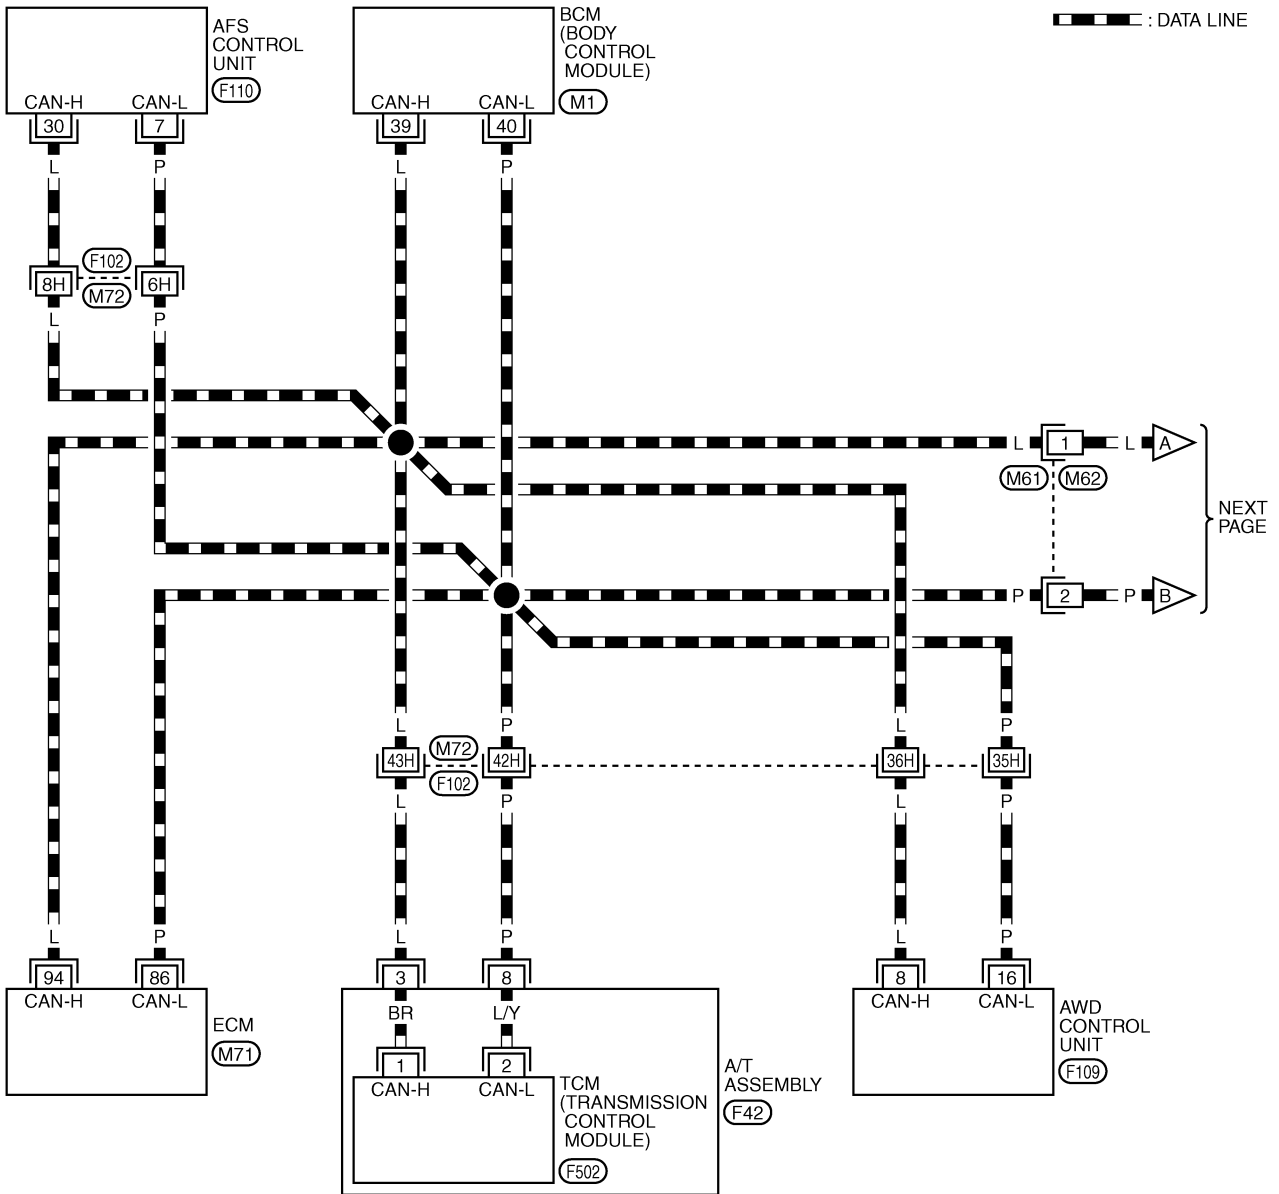 AFS
CONTROL
UNIT
F110
CAN-H
CAN-L
30
7
BCM
(BODY
CONTROL
MODULE)
M1
CAN-H
CAN-L
39
40
: DATA LINE
L
P
L
P
8H
F102
M72
6H
L
P
L
1
L
A
M61
M62
NEXT
PAGE
P
2
P
B
L
P
L
P
43H
M72
F102
42H
36H
35H
L
P
L
P
L
P
L
P
L
P
94
86
3
8
8
16
CAN-H
CAN-L
ECM
M71
BR
L/Y
1
2
CAN-H
CAN-L
TCM
(TRANSMISSION
CONTROL
MODULE)
F502
A/T
ASSEMBLY
F42
CAN-H
CAN-L
AWD
CONTROL
UNIT
F109